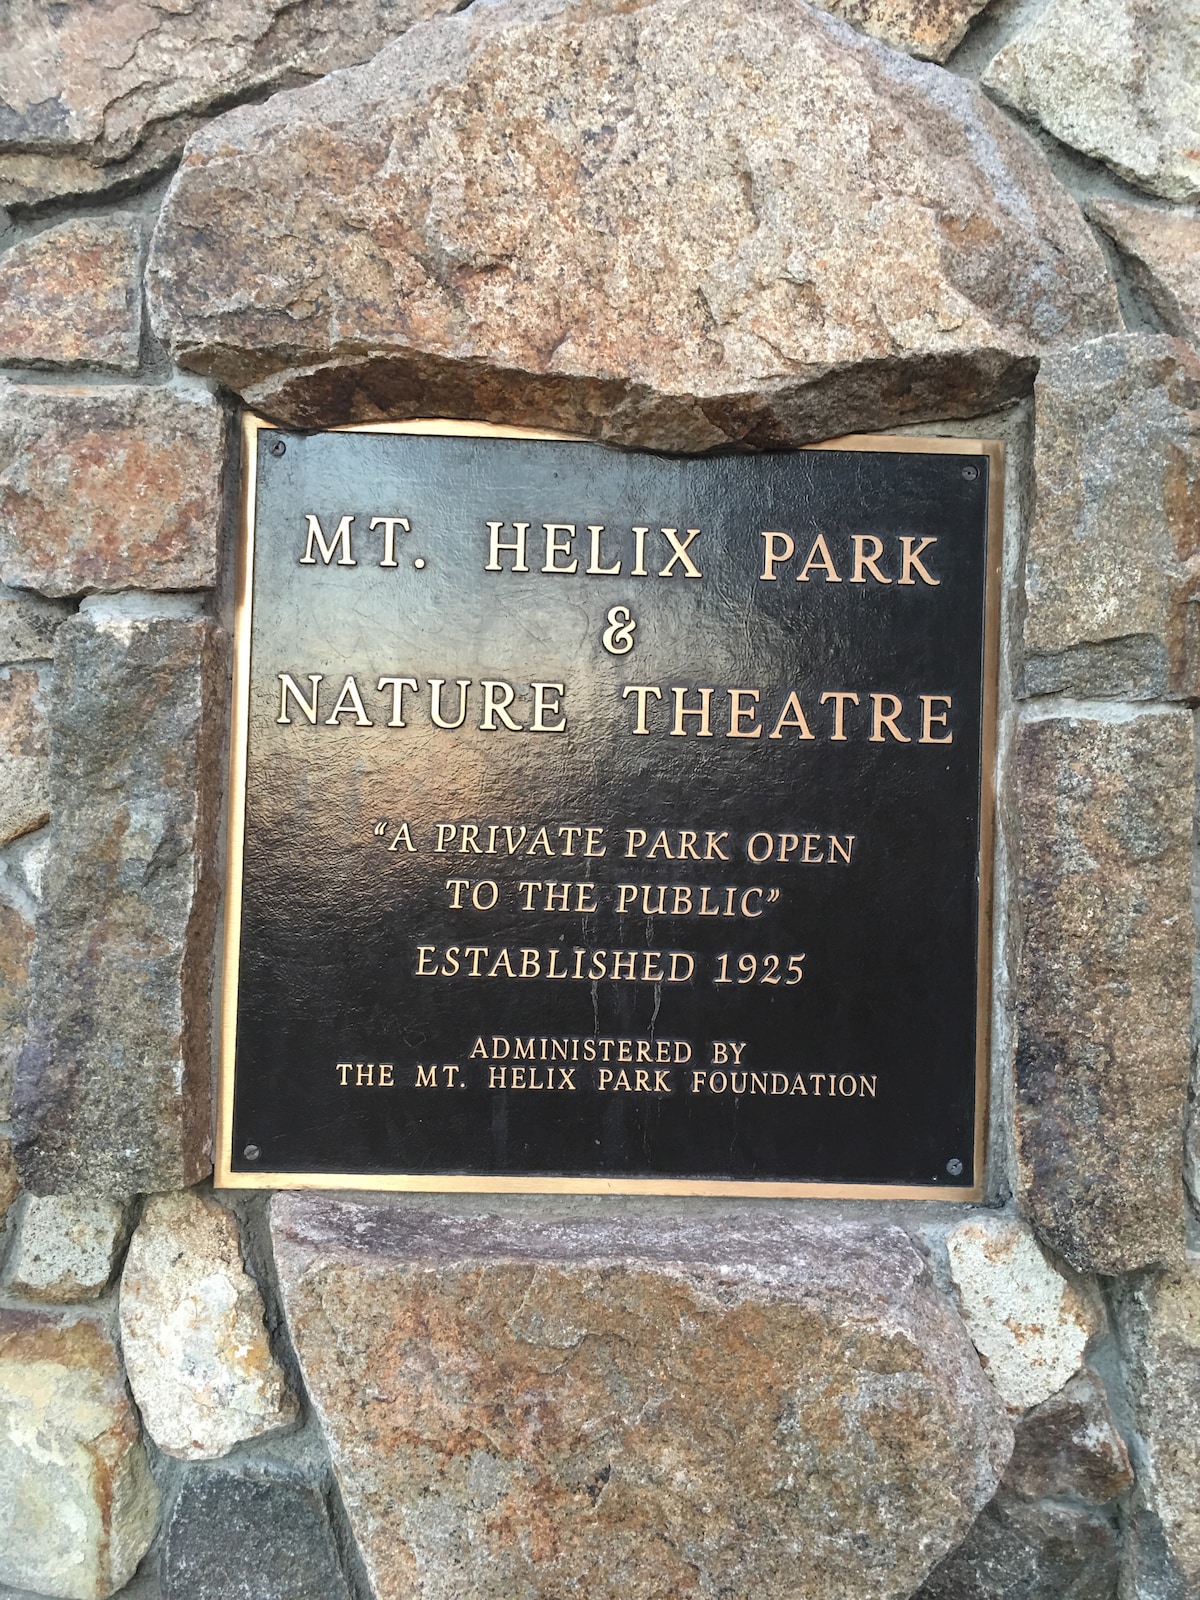 MT. HELIX PARK
&
NATURE THEATRE
“A PRIVATE PARK OPEN
TO THE PUBLIC”
ESTABLISHED 1925
ADMINISTERED BY
THE MT. HELIX PARK FOUNDATION